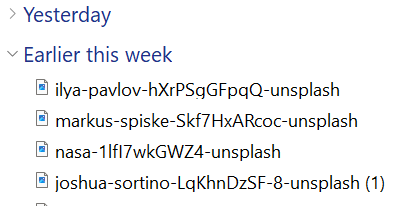 Yesterday
Earlier this week
ilya-pavlov-hXrPSgGFpqQ-unsplash
markus-spiske-Skf7HxARcoc-unsplash
nasa-1lfI7wkGWZ4-unsplash
joshua-sortino-LqKhnDzSF-8-unsplash (1)